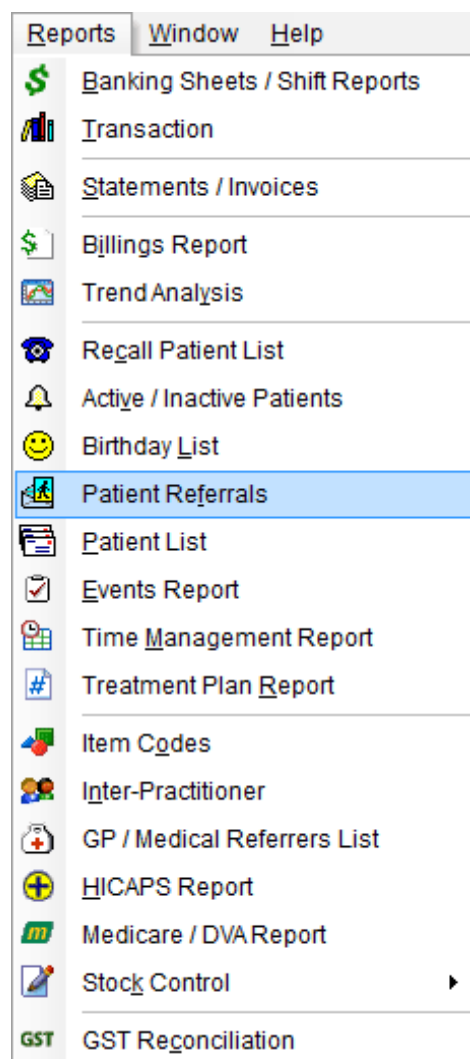 Reports Window Help
Banking Sheets / Shift Reports
Transaction
Statements / Invoices
$ Billings Report
Trend Analysis
Recall Patient List
Active / Inactive Patients
Birthday List
Patient Referrals
Patient List
Events Report
Time Management Report
# Treatment Plan Report
Item Codes
Inter-Practitioner
GP / Medical Referrers List
HICAPS Report
m Medicare / DVA Report
Stock Control
GST GST Reconciliation